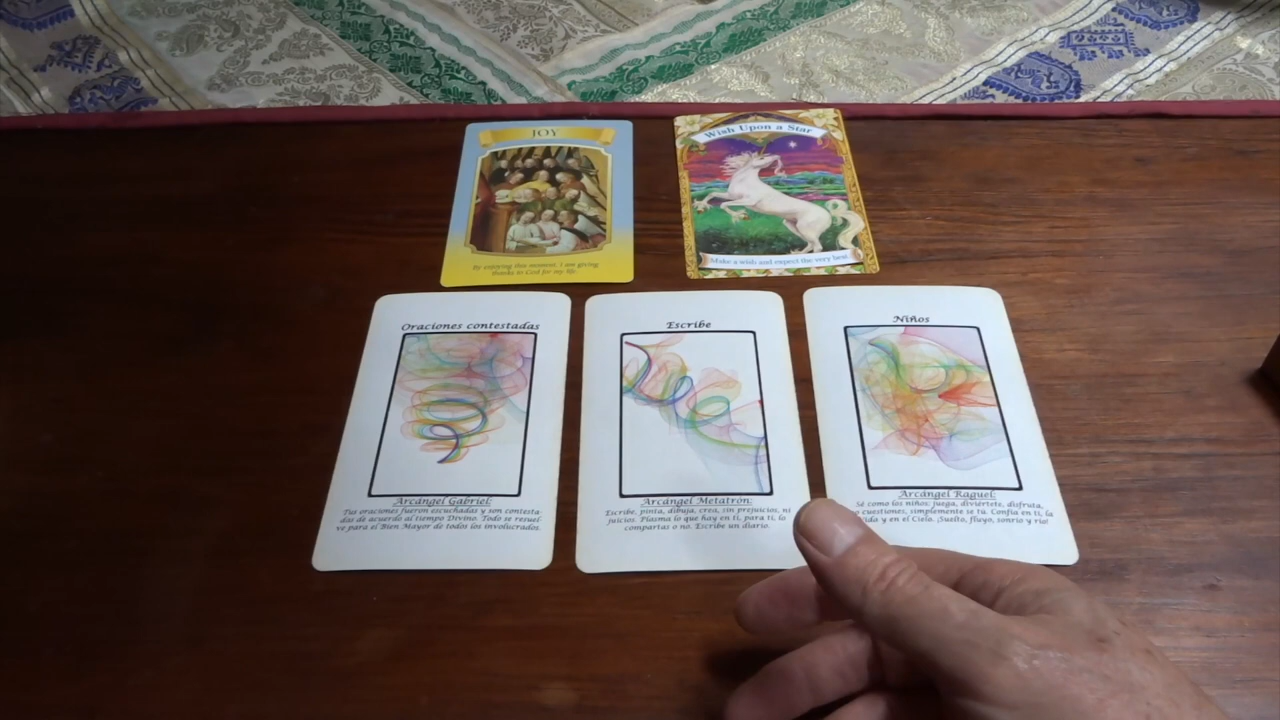 JOY
By enjoying this moment, I am giving
thanks to God for my life.
Wish Upon a Star
Make a wish and expect the very best.
Oraciones contestadas
Arcángel Gabriel:
Tus oraciones fueron escuchadas y son contesta-
das de acuerdo al tiempo Divino. Todo se resuel-
ve para el Bien Mayor de todos los involucrados.
Escribe
Arcángel Metatrón:
Escribe, pinta, dibuja, crea, sin prejuicios, ni
juicios. Plasma lo que hay en ti, para ti, lo
compartas o no. Escribe un diario.
Niños
Arcángel Raguel:
Sé como los niños; juega, diviértete, disfruta,
cuestiones, simplemente se tú. Confía en ti, la
y en el Cielo. ¡Suelto, fluyo, sonrio y rio!